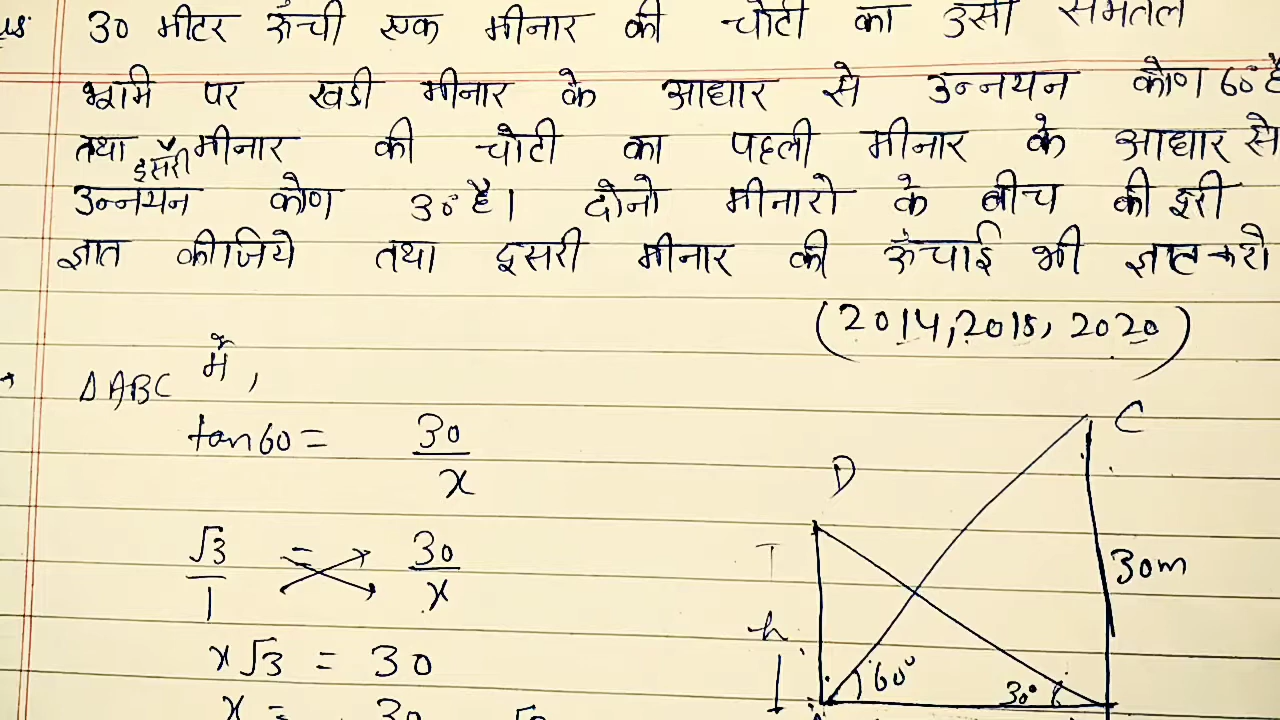 30 मीटर ऊँची एक मीनार की चोटी का उसी समतल
भूमि पर खडी मीनार के आधार से उन्नयन कोण 60° है
तथा दूसरी मीनार की चोटी का पहली मीनार के आधार से
उन्नयन कोण 30° है। दोनो मीनारो के बीच की दूरी
ज्ञात कीजिये तथा दूसरी मीनार की ऊँचाई भी ज्ञात करो
(2014, 2018, 2020)
ΔABC में,
tan60 = 30/x
√3/1 = 30/x
x√3 = 30
x = 30
C
D
30m
h
60°
30°